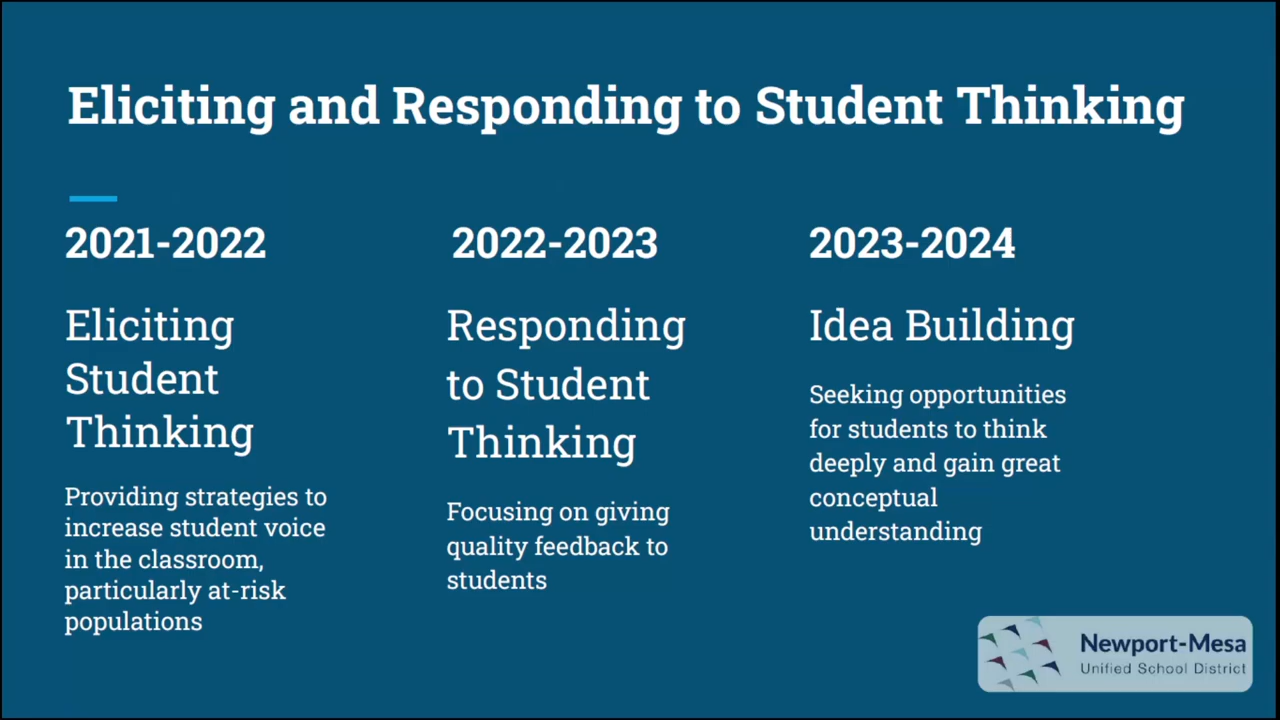 Eliciting and Responding to Student Thinking
2021-2022
Eliciting
Student
Thinking
Providing strategies to
increase student voice
in the classroom,
particularly at-risk
populations
2022-2023
Responding
to Student
Thinking
Focusing on giving
quality feedback to
students
2023-2024
Idea Building
Seeking opportunities
for students to think
deeply and gain great
conceptual
understanding
Newport-Mesa
Unified School District